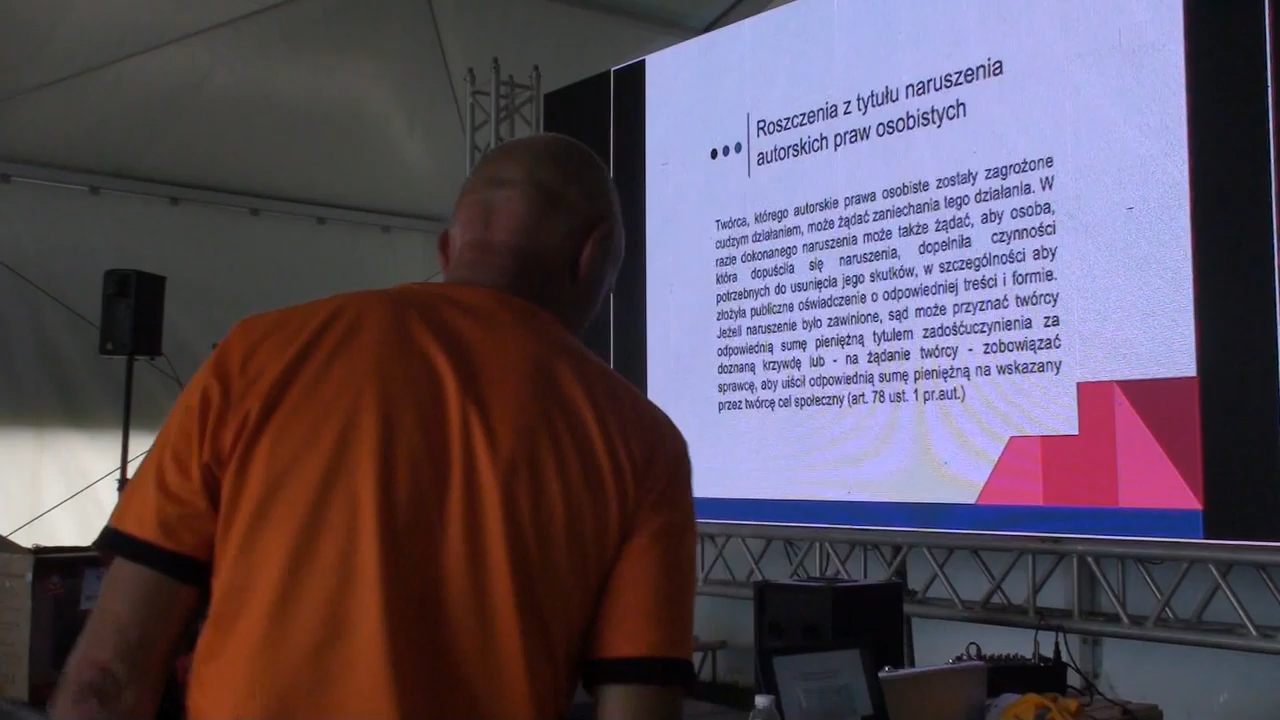 Roszczenia z tytułu naruszenia
autorskich praw osobistych
Twórca, którego autorskie prawa osobiste zostały zagrożone
cudzym działaniem, może żądać zaniechania tego działania. W
razie dokonanego naruszenia może także żądać, aby osoba,
która dopuściła się naruszenia, dopełniła czynności
potrzebnych do usunięcia jego skutków, w szczególności aby
złożyła publiczne oświadczenie o odpowiedniej treści i formie.
Jeżeli naruszenie było zawinione, sąd może przyznać twórcy
odpowiednią sumę pieniężną tytułem zadośćuczynienia za
doznaną krzywdę lub - na żądanie twórcy - zobowiązać
sprawcę, aby uiścił odpowiednią sumę pieniężną na wskazany
przez twórcę cel społeczny (art. 78 ust. 1 pr.aut.)